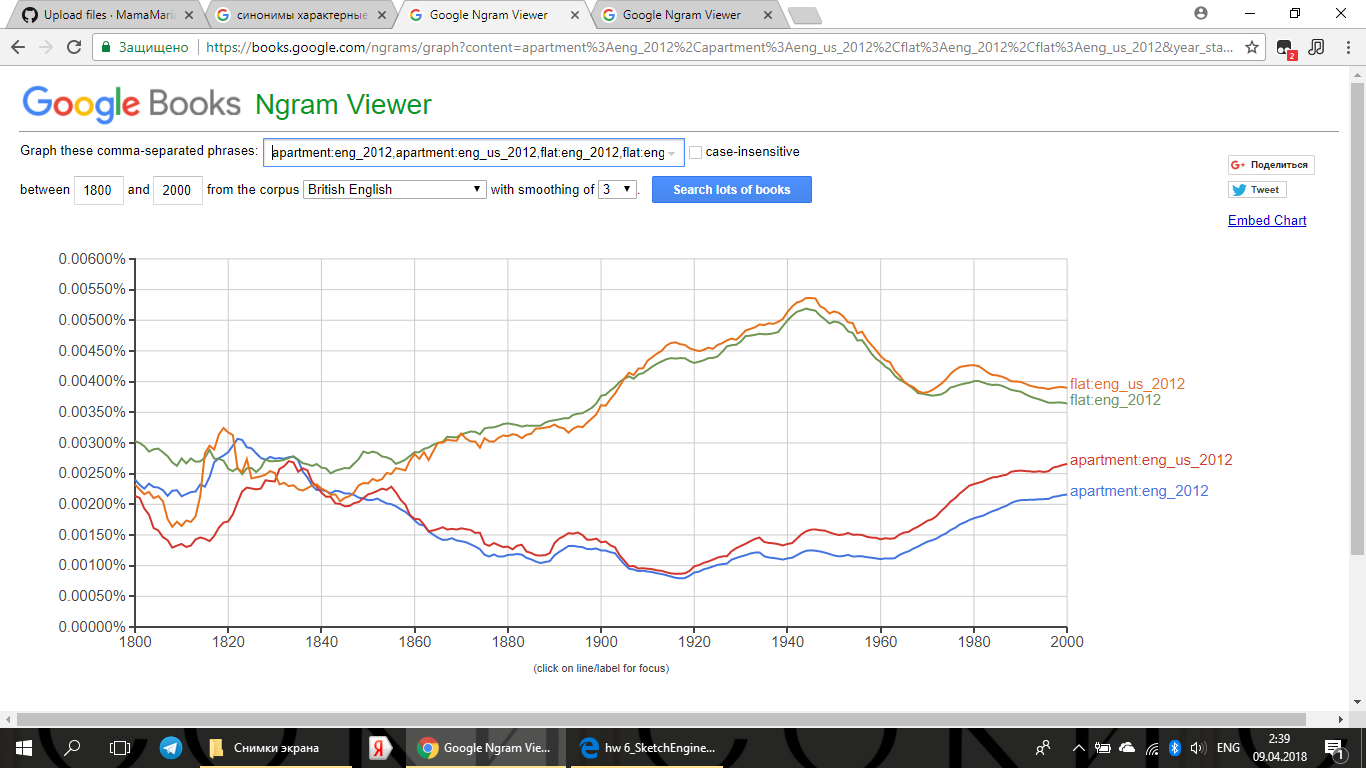 Upload files · MamaMari
синонимы характерные
Google Ngram Viewer
Google Ngram Viewer
Защищено
https://books.google.com/ngrams/graph?content=apartment%3Aeng_2012%2Capartment%3Aeng_us_2012%2Cflat%3Aeng_2012%2Cflat%3Aeng_us_2012&year_sta...
2
Google Books Ngram Viewer
Graph these comma-separated phrases: apartment:eng_2012,apartment:eng_us_2012,flat:eng_2012,flat:eng case-insensitive
between 1800 and 2000 from the corpus British English with smoothing of 3 . Search lots of books
G+ Поделиться
Tweet
Embed Chart
0.00600%
0.00550%
0.00500%
0.00450%
0.00400%
0.00350%
0.00300%
0.00250%
0.00200%
0.00150%
0.00100%
0.00050%
0.00000%
flat:eng_us_2012
flat:eng_2012
apartment:eng_us_2012
apartment:eng_2012
1800 1820 1840 1860 1880 1900 1920 1940 1960 1980 2000
(click on line/label for focus)
Снимки экрана
Я
Google Ngram Vie...
hw 6_SketchEngine...
ENG
2:39
09.04.2018
1